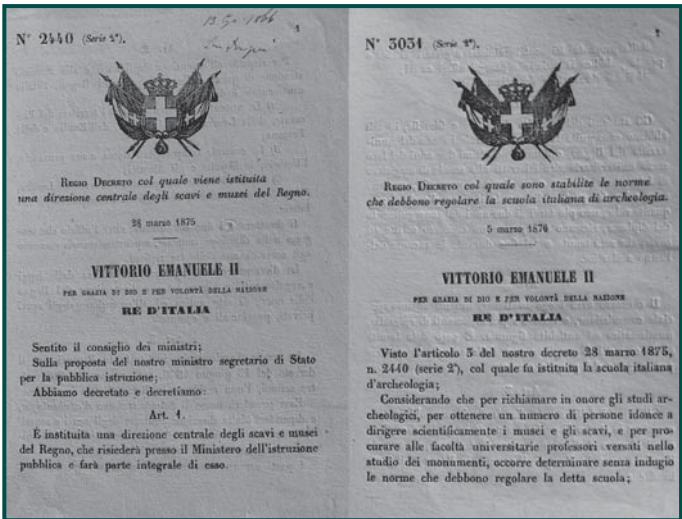 13. Ge. 1866
1
N° 2440 (Serie 2ª).
REGIO DECRETO col quale viene istituita
una direzione centrale degli scavi e musei del Regno.
28 marzo 1875
VITTORIO EMANUELE II
PER GRAZIA DI DIO E PER VOLONTÀ DELLA NAZIONE
RE D'ITALIA
Sentito il consiglio dei ministri;
Sulla proposta del nostro ministro segretario di Stato
per la pubblica istruzione;
Abbiamo decretato e decretiamo:
Art. 1.
È instituita una direzione centrale degli scavi e musei
del Regno, che risiederà presso il Ministero dell'istruzione
pubblica e farà parte integrale di esso.
1
N° 3031 (Serie 2ª).
REGIO DECRETO col quale sono stabilite le norme
che debbono regolare la scuola italiana di archeologia.
5 marzo 1876
VITTORIO EMANUELE II
PER GRAZIA DI DIO E PER VOLONTÀ DELLA NAZIONE
RE D'ITALIA
Visto l'articolo 5 del nostro decreto 28 marzo 1875,
n. 2440 (serie 2ª), col quale fu istituita la scuola italiana
d'archeologia;
Considerando che per richiamare in onore gli studi ar-
cheologici, per ottenere un numero di persone idonee a
dirigere scientificamente i musei e gli scavi, e per pro-
curare alle facoltà universitarie professori versati nello
studio dei monumenti, occorre determinare senza indugio
le norme che debbono regolare la detta scuola;